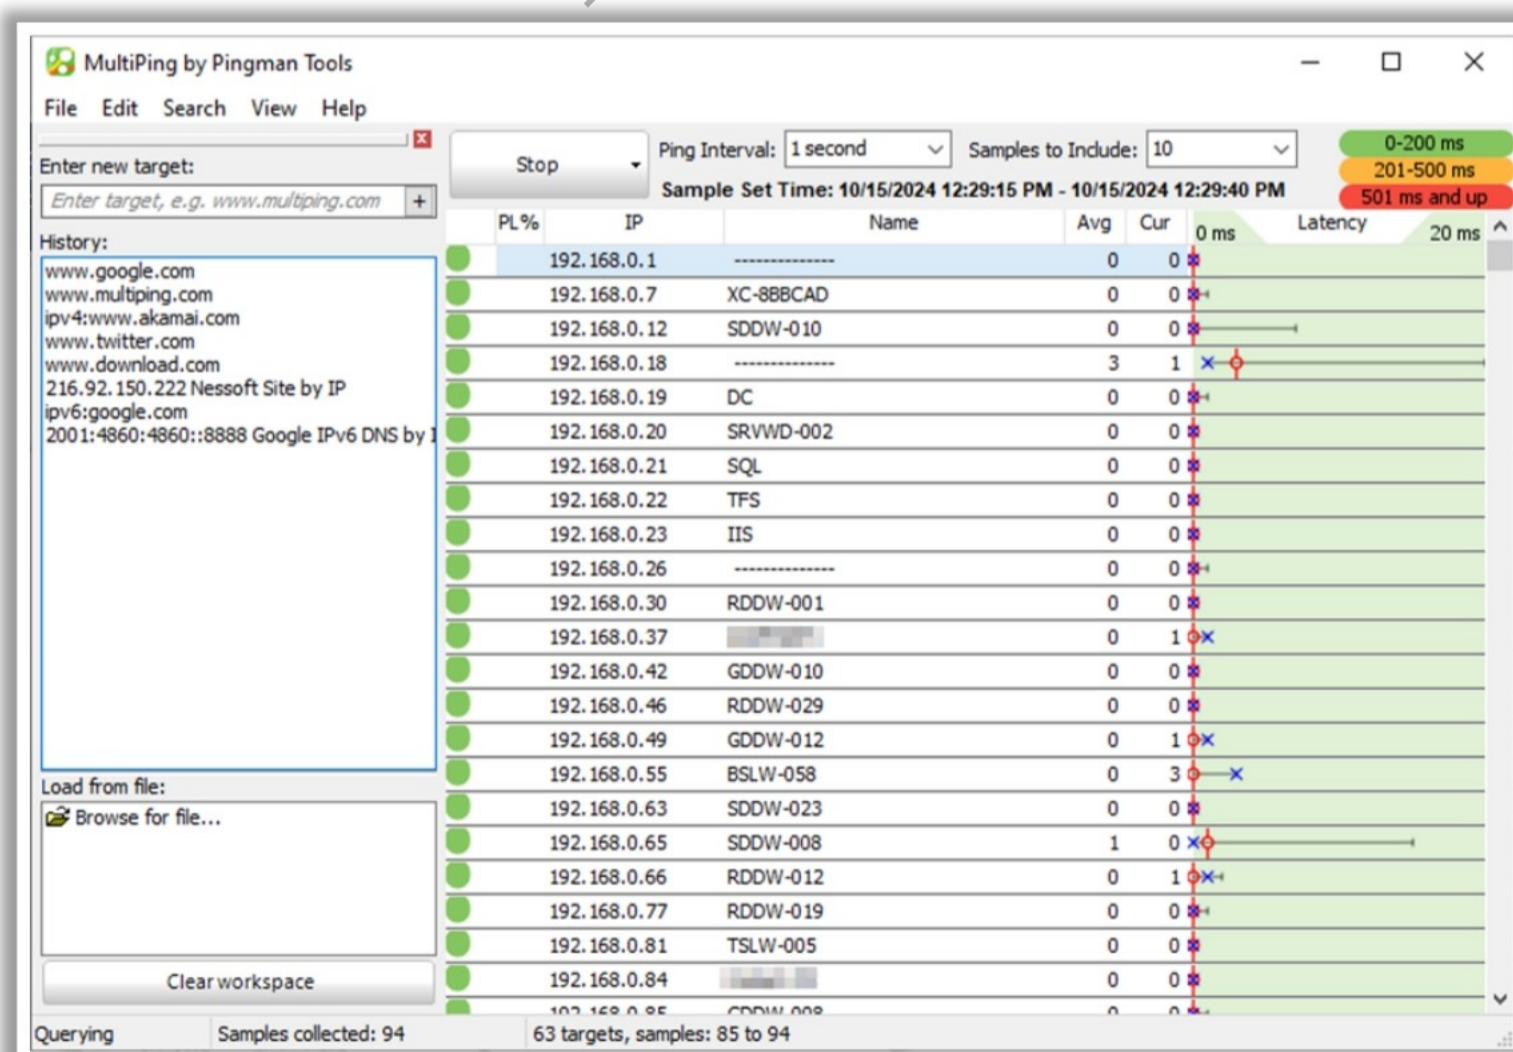 MultiPing by Pingman Tools
File Edit Search View Help
Enter new target:
Enter target, e.g. www.multiping.com +
History:
www.google.com
www.multiping.com
ipv4:www.akamai.com
www.twitter.com
www.download.com
216.92.150.222 Nessoft Site by IP
ipv6:google.com
2001:4860:4860::8888 Google IPv6 DNS by I
Load from file:
Browse for file...
Clear workspace
Stop Ping Interval: 1 second Samples to Include: 10
Sample Set Time: 10/15/2024 12:29:15 PM - 10/15/2024 12:29:40 PM
0-200 ms
201-500 ms
501 ms and up
PL% IP Name Avg Cur 0 ms Latency 20 ms
192.168.0.1 -------------- 0 0
192.168.0.7 XC-8BBCAD 0 0
192.168.0.12 SDDW-010 0 0
192.168.0.18 -------------- 3 1
192.168.0.19 DC 0 0
192.168.0.20 SRVWD-002 0 0
192.168.0.21 SQL 0 0
192.168.0.22 TFS 0 0
192.168.0.23 IIS 0 0
192.168.0.26 -------------- 0 0
192.168.0.30 RDDW-001 0 0
192.168.0.37 0 1
192.168.0.42 GDDW-010 0 0
192.168.0.46 RDDW-029 0 0
192.168.0.49 GDDW-012 0 1
192.168.0.55 BSLW-058 0 3
192.168.0.63 SDDW-023 0 0
192.168.0.65 SDDW-008 1 0
192.168.0.66 RDDW-012 0 1
192.168.0.77 RDDW-019 0 0
192.168.0.81 TSLW-005 0 0
192.168.0.84 0 0
Querying Samples collected: 94 63 targets, samples: 85 to 94